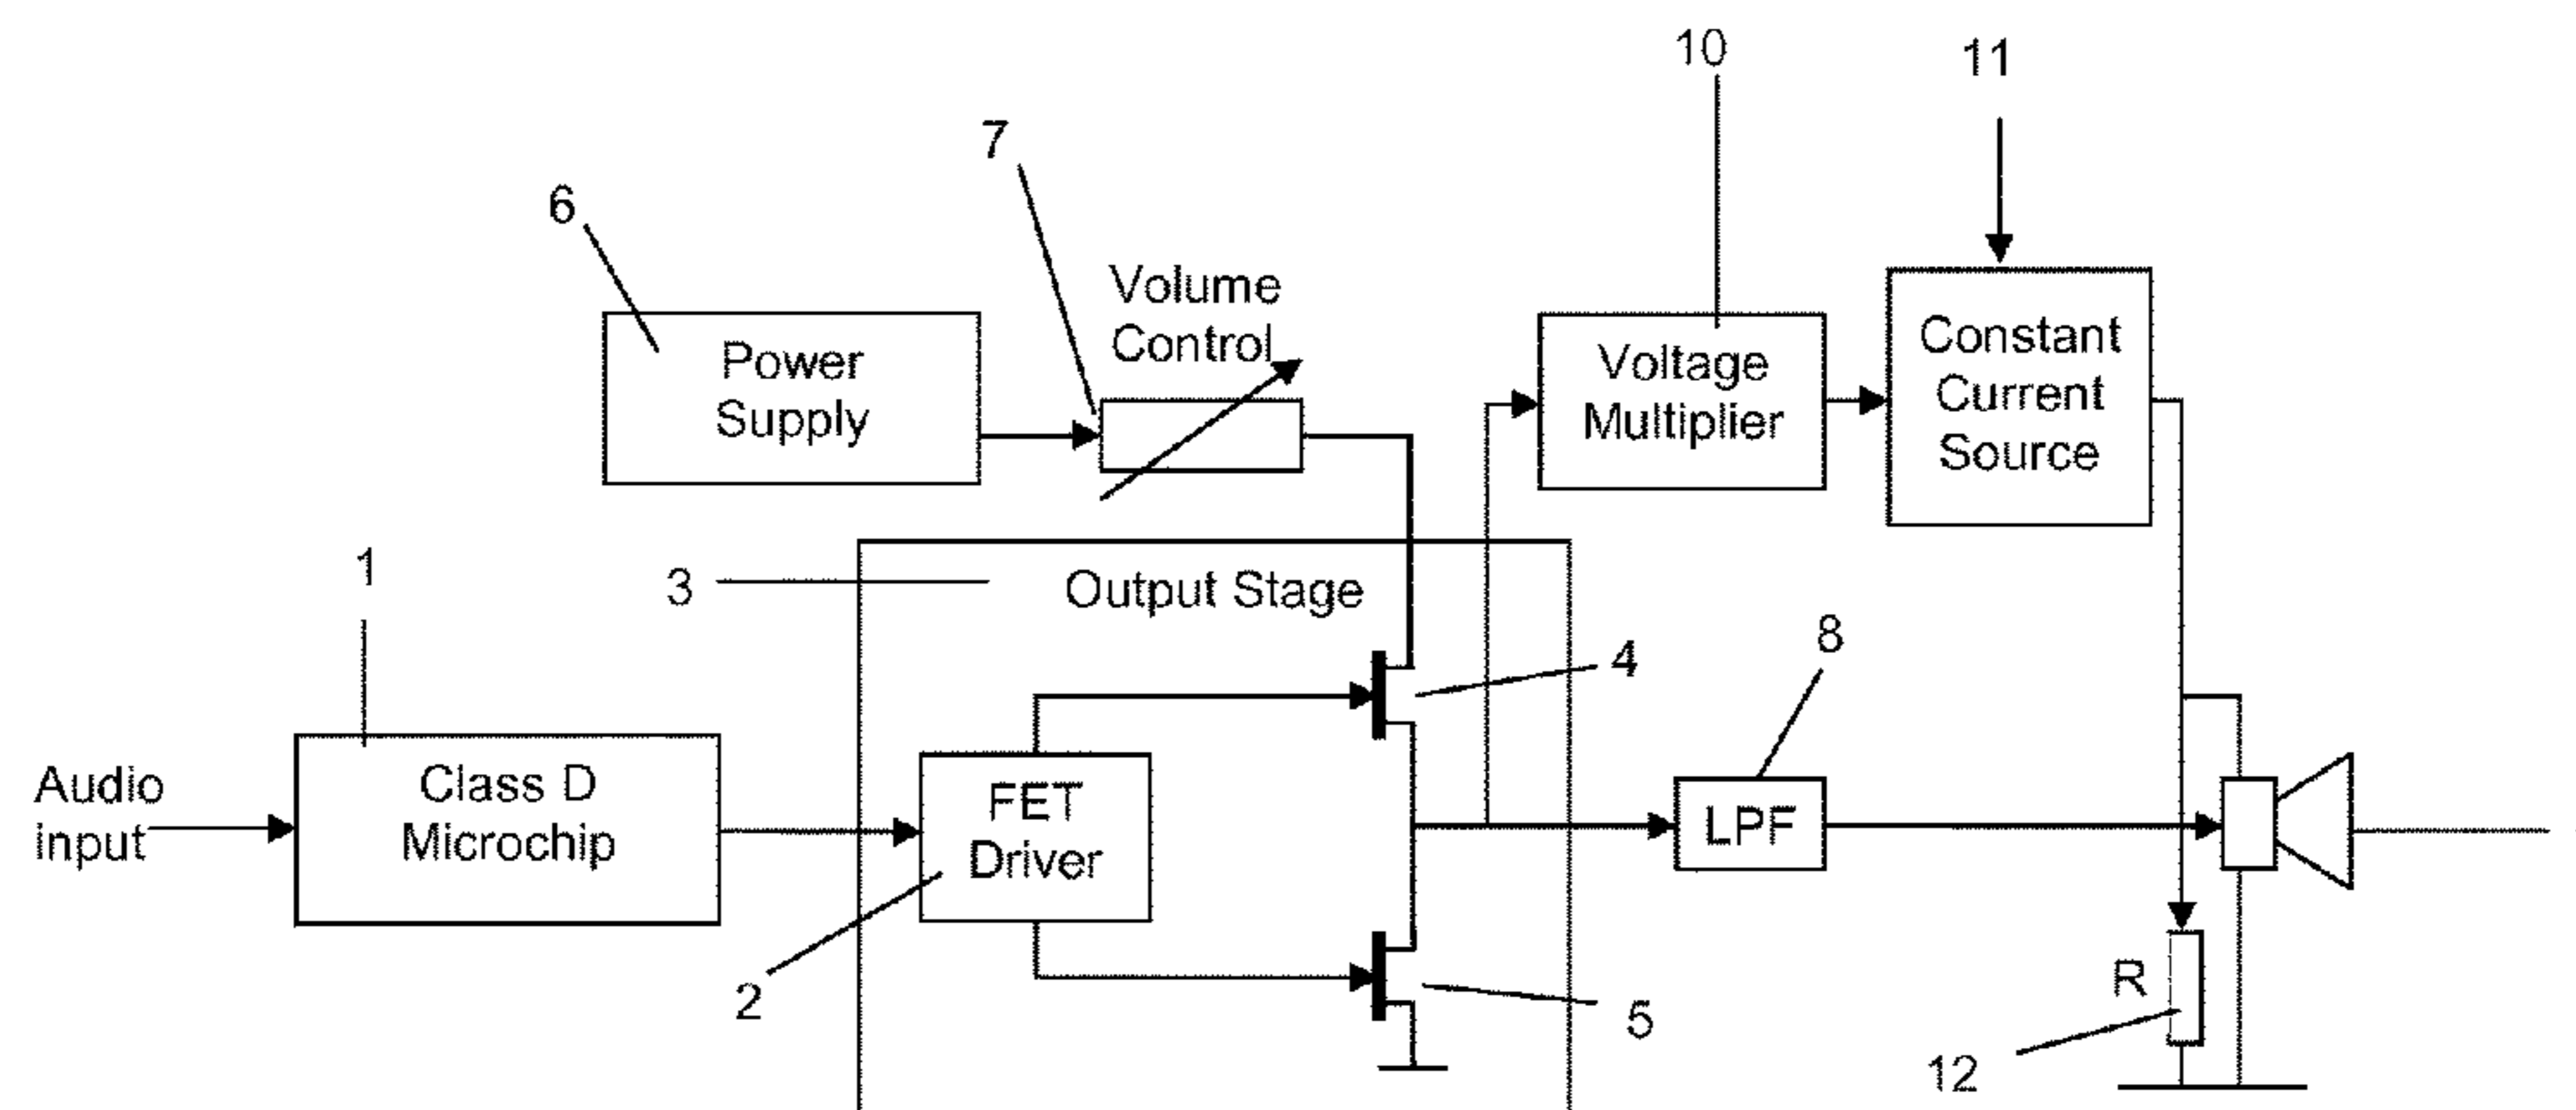 10
11
7
6
Volume
Control
Power
Supply
Voltage
Multiplier
Constant
Current
Source
1
3
Output Stage
4
8
Audio
input
Class D
Microchip
FET
Driver
LPF
2
5
R
12